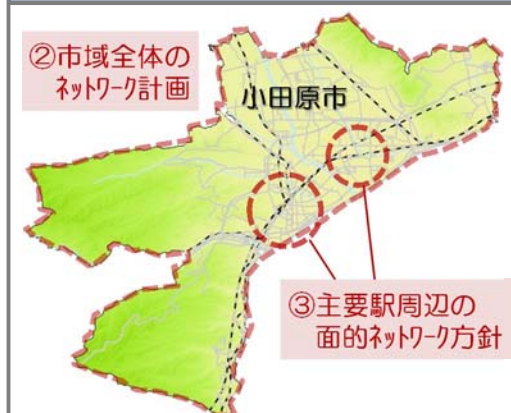 ②市域全体の
ネットワーク計画
小田原市
③主要駅周辺の
面的ネットワーク方針